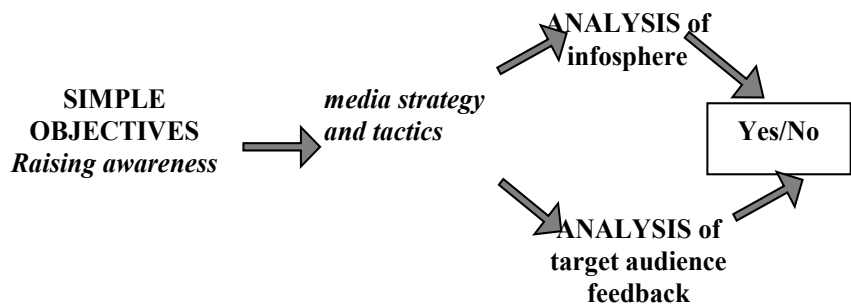 SIMPLE
OBJECTIVES
Raising awareness
media strategy
and tactics
ANALYSIS of
infosphere
ANALYSIS of
target audience
feedback
Yes/No